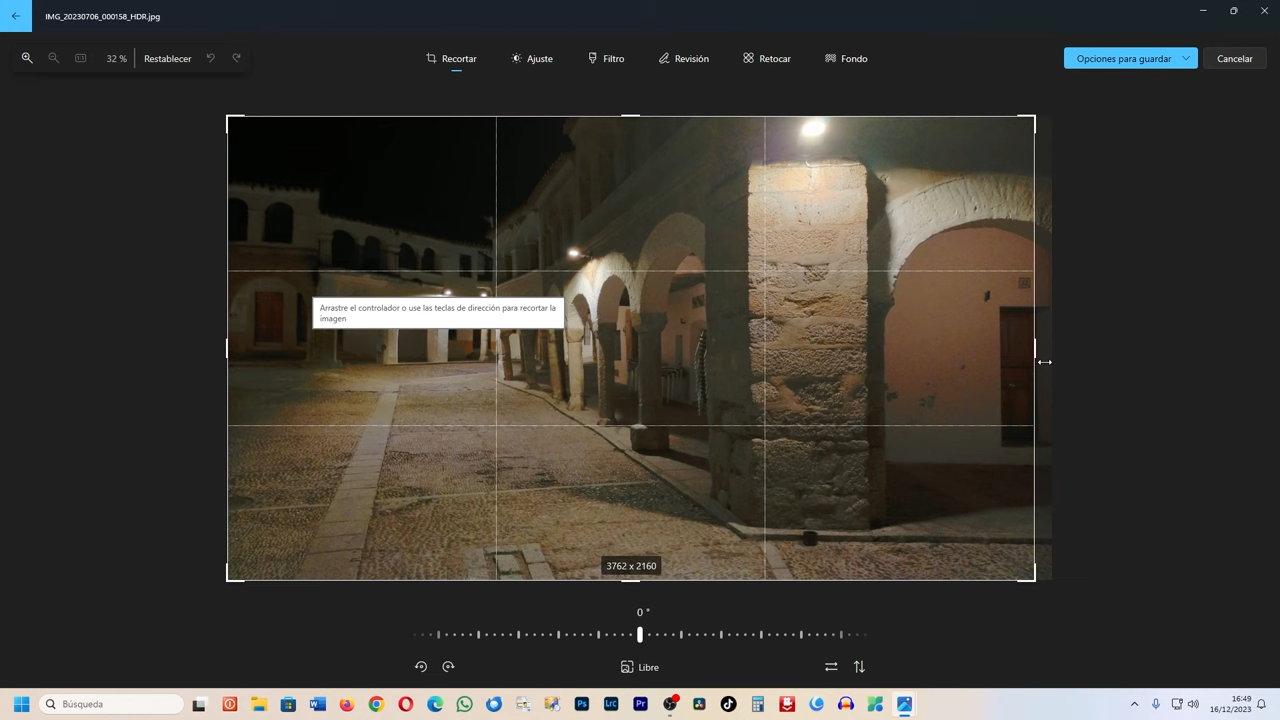 IMG_20230706_000158_HDR.jpg
32 %
Restablecer
Recortar
Ajuste
Filtro
Revisión
Retocar
Fondo
Opciones para guardar
Cancelar
Arrastre el controlador o use las teclas de dirección para recortar la
imagen
3762 x 2160
0 °
Libre
Búsqueda
16:49
16/12/2023